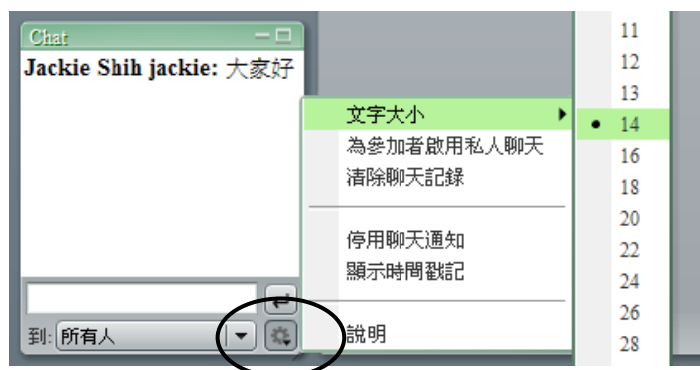 Chat
Jackie Shih jackie: 大家好
到: 所有人
文字大小
為參加者啟用私人聊天
清除聊天記錄
停用聊天通知
顯示時間戳記
說明
11
12
13
14
16
18
20
22
24
26
28